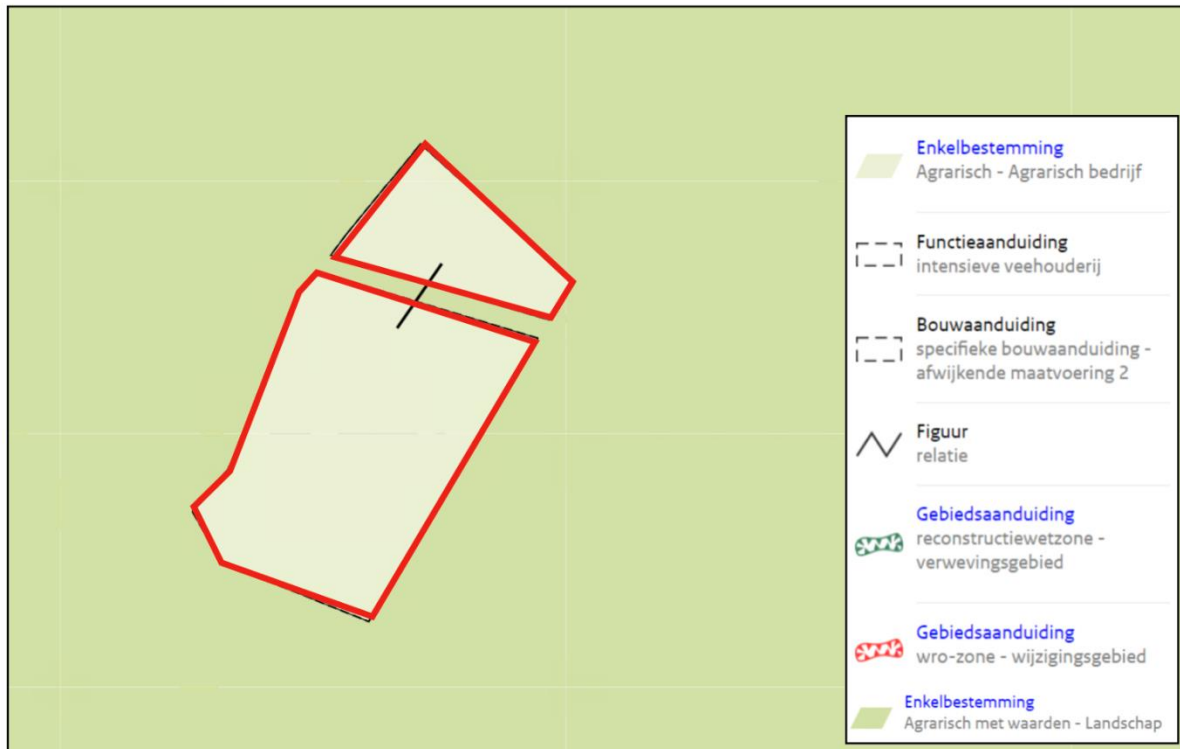 Enkelbestemming
Agrarisch - Agrarisch bedrijf
Functieaanduiding
intensieve veehouderij
Bouwaanduiding
specifieke bouwaanduiding -
afwijkende maatvoering 2
Figuur
relatie
Gebiedsaanduiding
reconstructiewetzone -
verwevingsgebied
Gebiedsaanduiding
wro-zone - wijzigingsgebied
Enkelbestemming
Agrarisch met waarden - Landschap